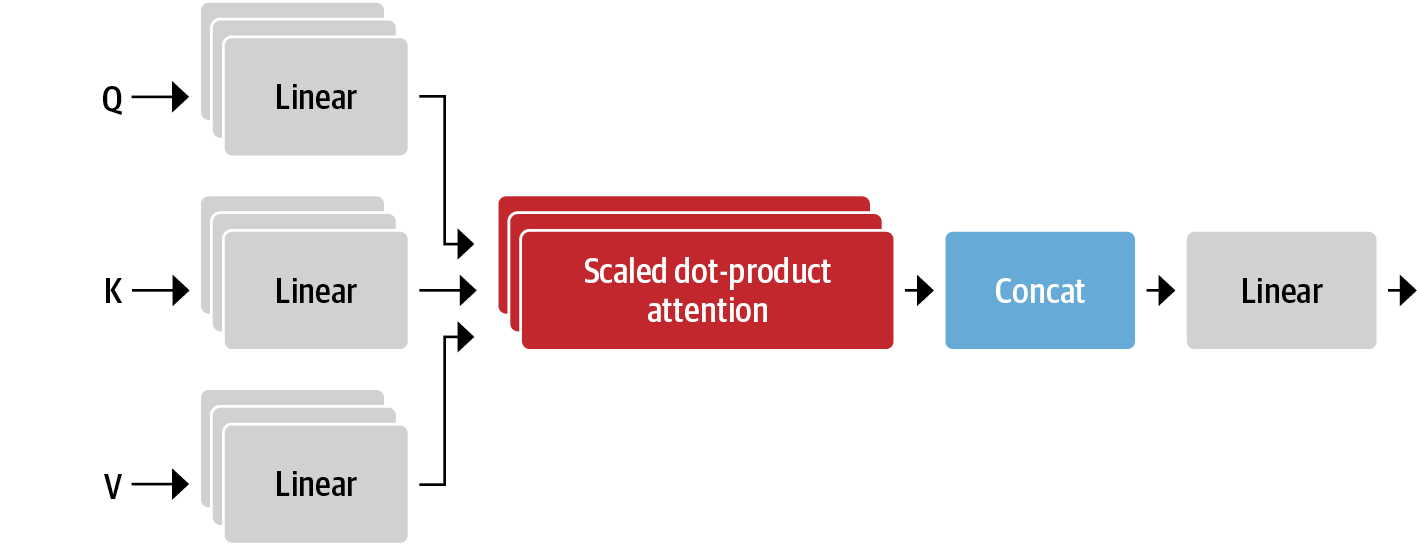 Q
Linear
K
Linear
V
Linear
Scaled dot-product
attention
Concat
Linear